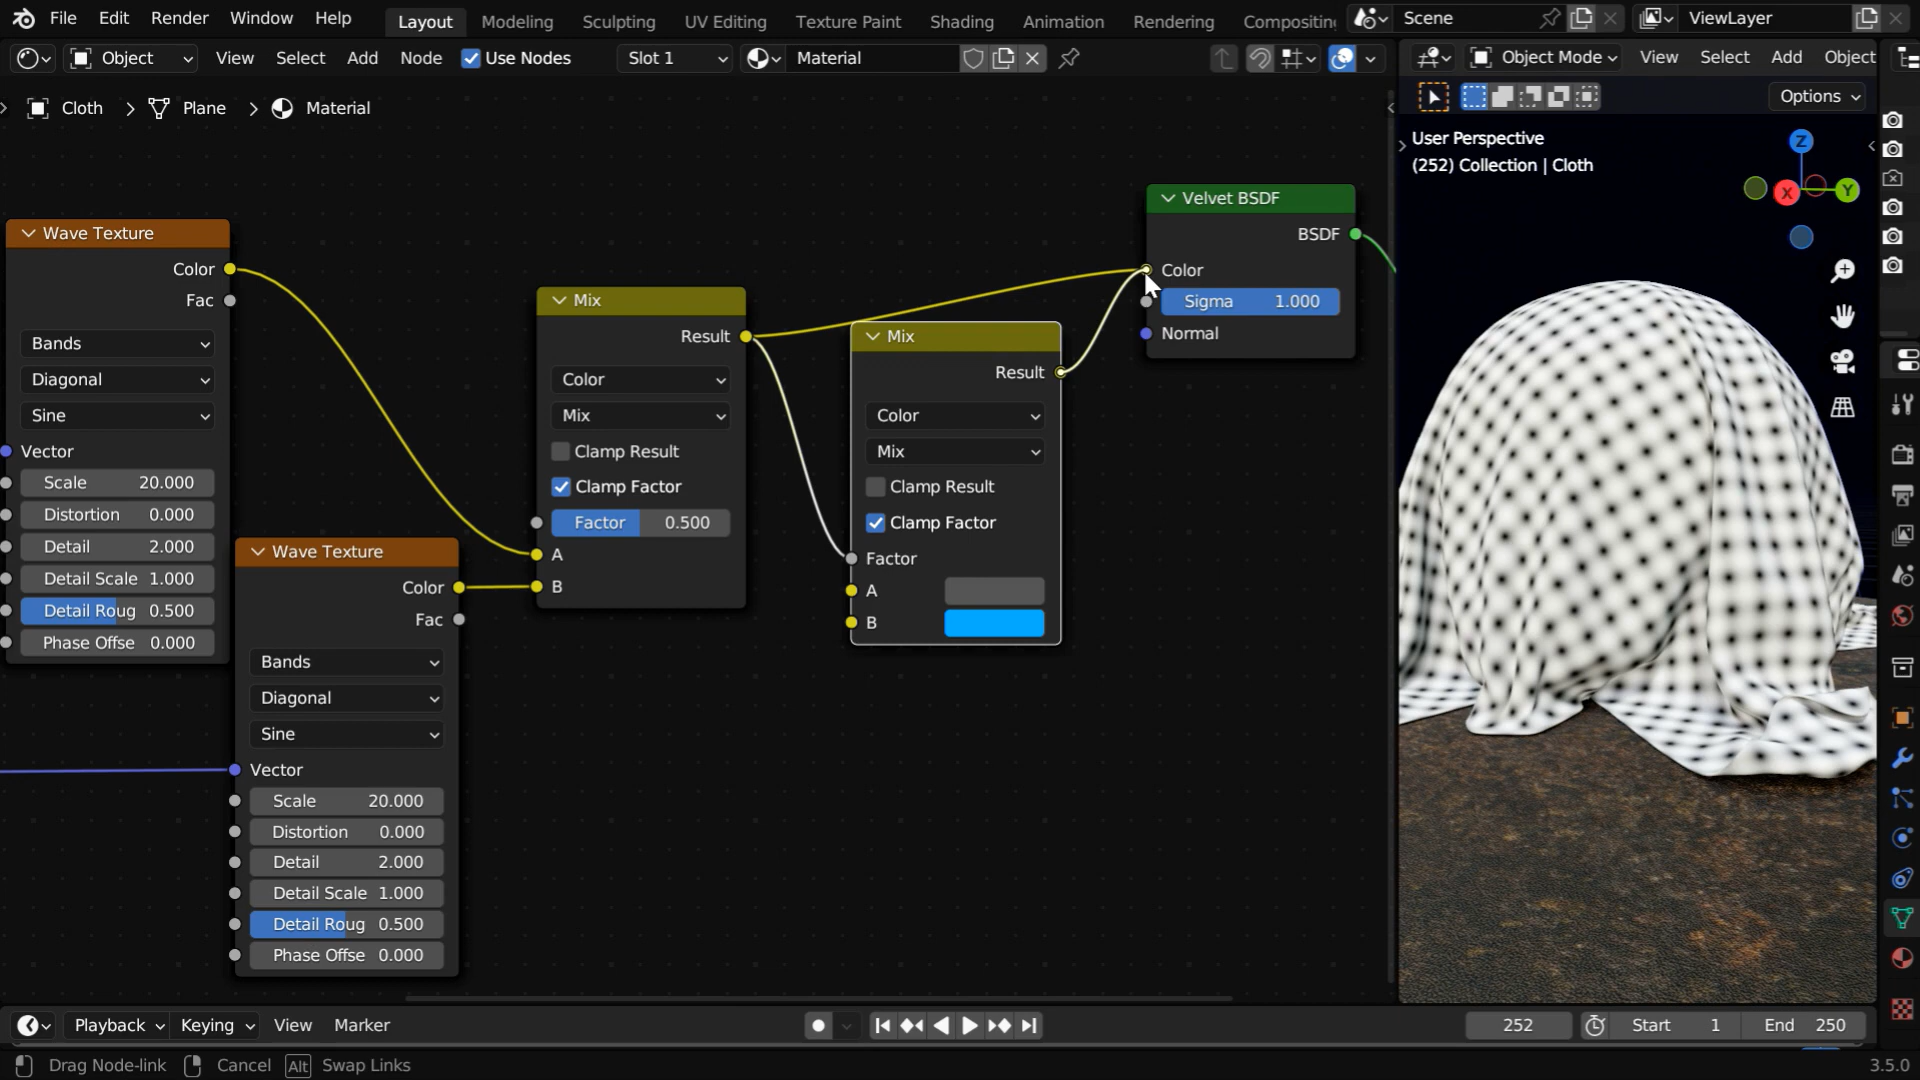 File Edit Render Window Help Layout Modeling Sculpting UV Editing Texture Paint Shading Animation Rendering Compositing Scene ViewLayer
Object View Select Add Node Use Nodes Slot 1 Material Object Mode View Select Add Object
Options
Cloth > Plane > Material
User Perspective
(252) Collection | Cloth
Z
X
Y
Wave Texture
Color
Fac
Bands
Diagonal
Sine
Vector
Scale 20.000
Distortion 0.000
Detail 2.000
Detail Scale 1.000
Detail Roug 0.500
Phase Offse 0.000
Wave Texture
Color
Fac
Bands
Diagonal
Sine
Vector
Scale 20.000
Distortion 0.000
Detail 2.000
Detail Scale 1.000
Detail Roug 0.500
Phase Offse 0.000
Mix
Result
Color
Mix
Clamp Result
Clamp Factor
Factor 0.500
A
B
Mix
Result
Color
Mix
Clamp Result
Clamp Factor
Factor
A
B
Velvet BSDF
BSDF
Color
Sigma 1.000
Normal
Playback Keying View Marker 252 Start 1 End 250
Drag Node-link Cancel Alt Swap Links 3.5.0